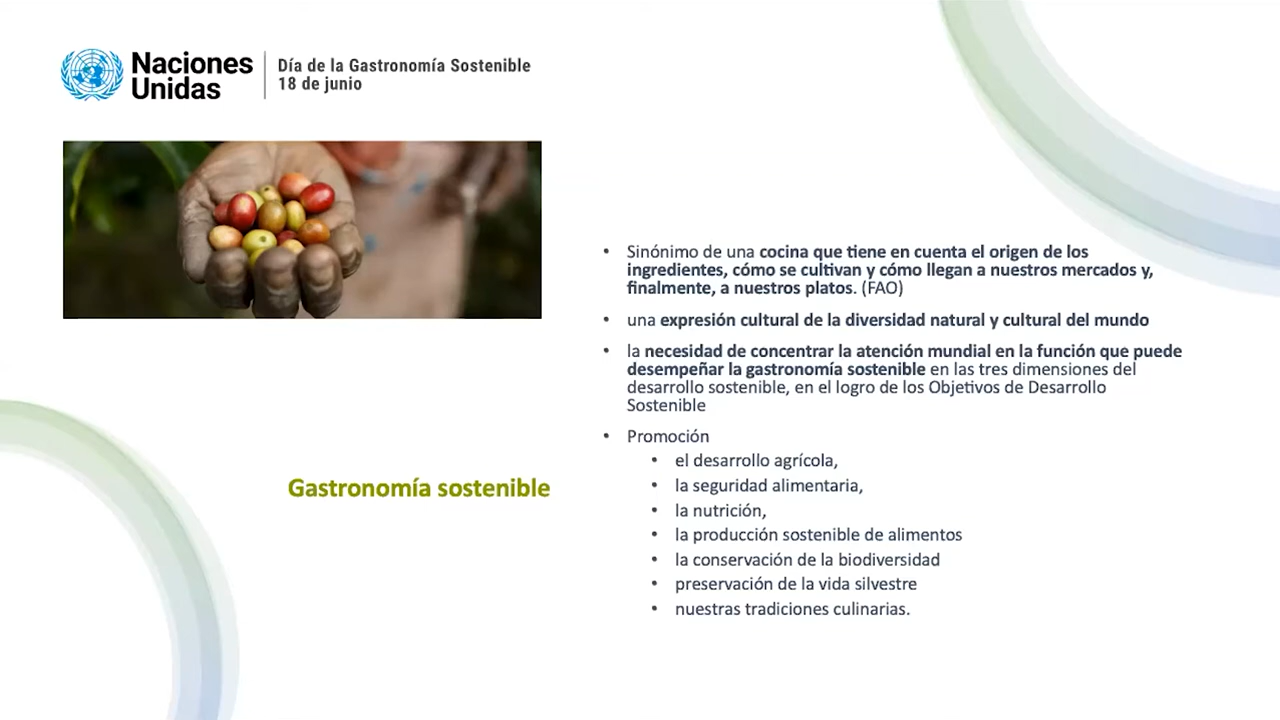 Naciones
Unidas
Día de la Gastronomía Sostenible
18 de junio
Gastronomía sostenible
• Sinónimo de una cocina que tiene en cuenta el origen de los
ingredientes, cómo se cultivan y cómo llegan a nuestros mercados y,
finalmente, a nuestros platos. (FAO)
• una expresión cultural de la diversidad natural y cultural del mundo
• la necesidad de concentrar la atención mundial en la función que puede
desempeñar la gastronomía sostenible en las tres dimensiones del
desarrollo sostenible, en el logro de los Objetivos de Desarrollo
Sostenible
• Promoción
• el desarrollo agrícola,
• la seguridad alimentaria,
• la nutrición,
• la producción sostenible de alimentos
• la conservación de la biodiversidad
• preservación de la vida silvestre
• nuestras tradiciones culinarias.